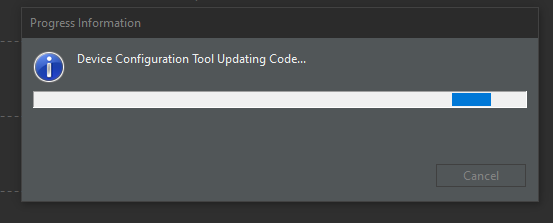 Progress Information
Device Configuration Tool Updating Code...
Cancel